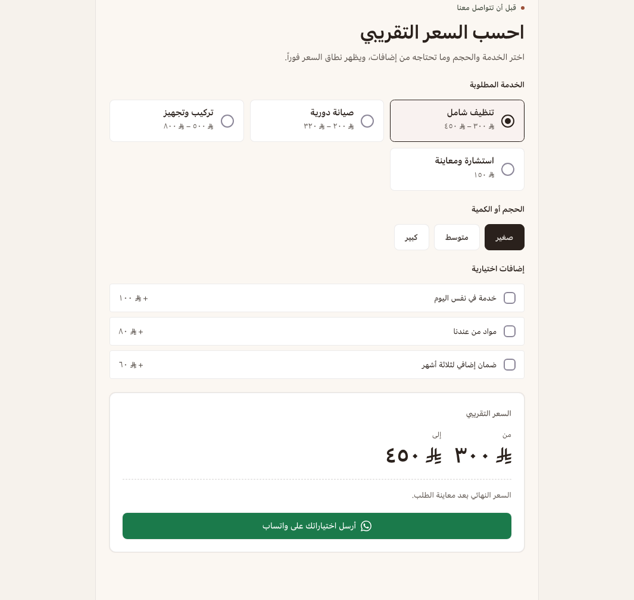 قبل أن تتواصل معنا
احسب السعر التقريبي
اختر الخدمة والحجم وما تحتاجه من إضافات، ويظهر نطاق السعر فوراً.
الخدمة المطلوبة
تنظيف شامل
⃁ ٣٠٠ – ⃁ ٤٥٠
صيانة دورية
⃁ ٢٠٠ – ⃁ ٣٢٠
تركيب وتجهيز
⃁ ٥٠٠ – ⃁ ٨٠٠
استشارة ومعاينة
⃁ ١٥٠
الحجم أو الكمية
صغير
متوسط
كبير
إضافات اختيارية
خدمة في نفس اليوم
+ ⃁ ١٠٠
مواد من عندنا
+ ⃁ ٨٠
ضمان إضافي لثلاثة أشهر
+ ⃁ ٦٠
السعر التقريبي
من
⃁ ٣٠٠
إلى
⃁ ٤٥٠
السعر النهائي بعد معاينة الطلب.
أرسل اختياراتك على واتساب